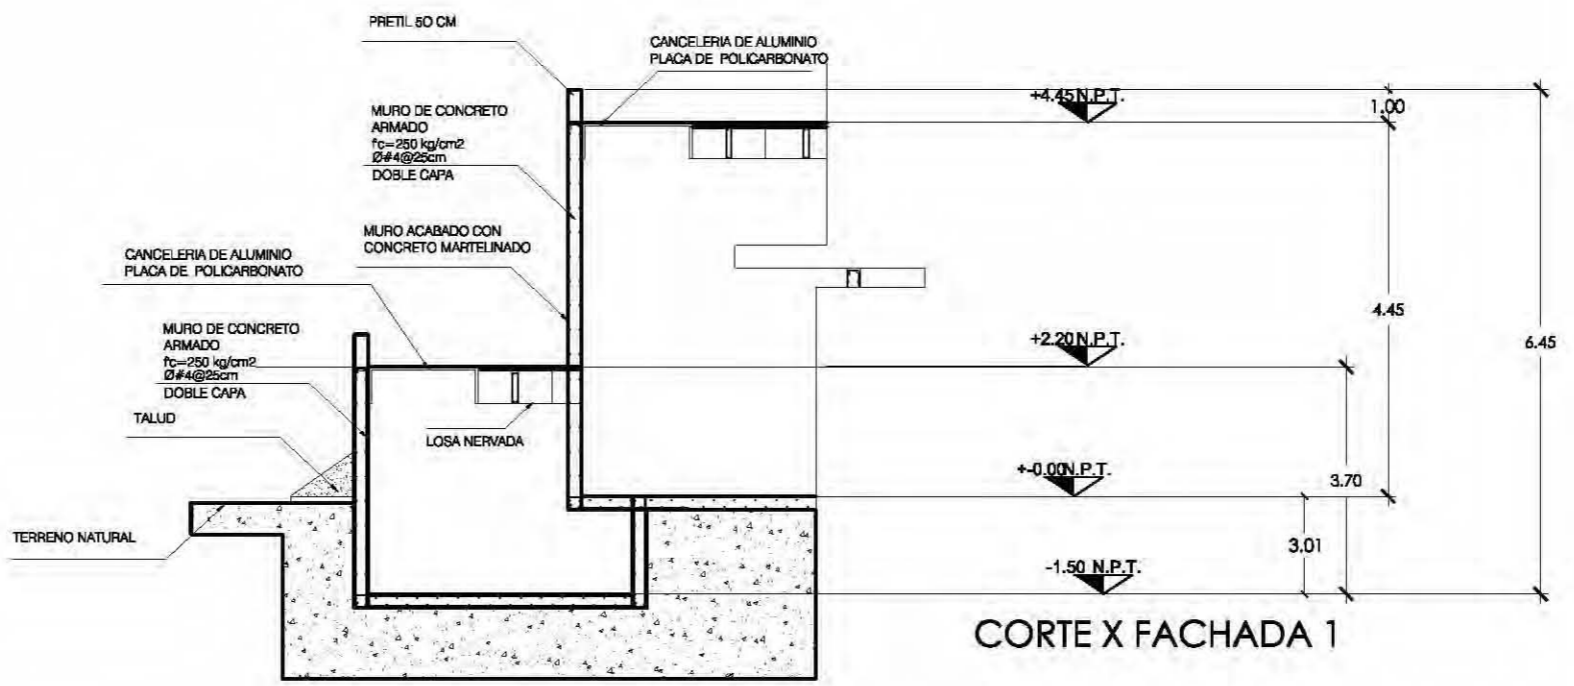 PRETIL 50 CM
CANCELERIA DE ALUMINIO
PLACA DE POLICARBONATO
MURO DE CONCRETO
ARMADO
f'c=250 kg/cm2
Ø#4@25cm
DOBLE CAPA
MURO ACABADO CON
CONCRETO MARTELINADO
CANCELERIA DE ALUMINIO
PLACA DE POLICARBONATO
MURO DE CONCRETO
ARMADO
f'c=250 kg/cm2
Ø#4@25cm
DOBLE CAPA
TALUD
LOSA NERVADA
TERRENO NATURAL
+4.45 N.P.T.
1.00
4.45
6.45
+2.20 N.P.T.
+-0.00 N.P.T.
3.70
3.01
-1.50 N.P.T.
CORTE X FACHADA 1